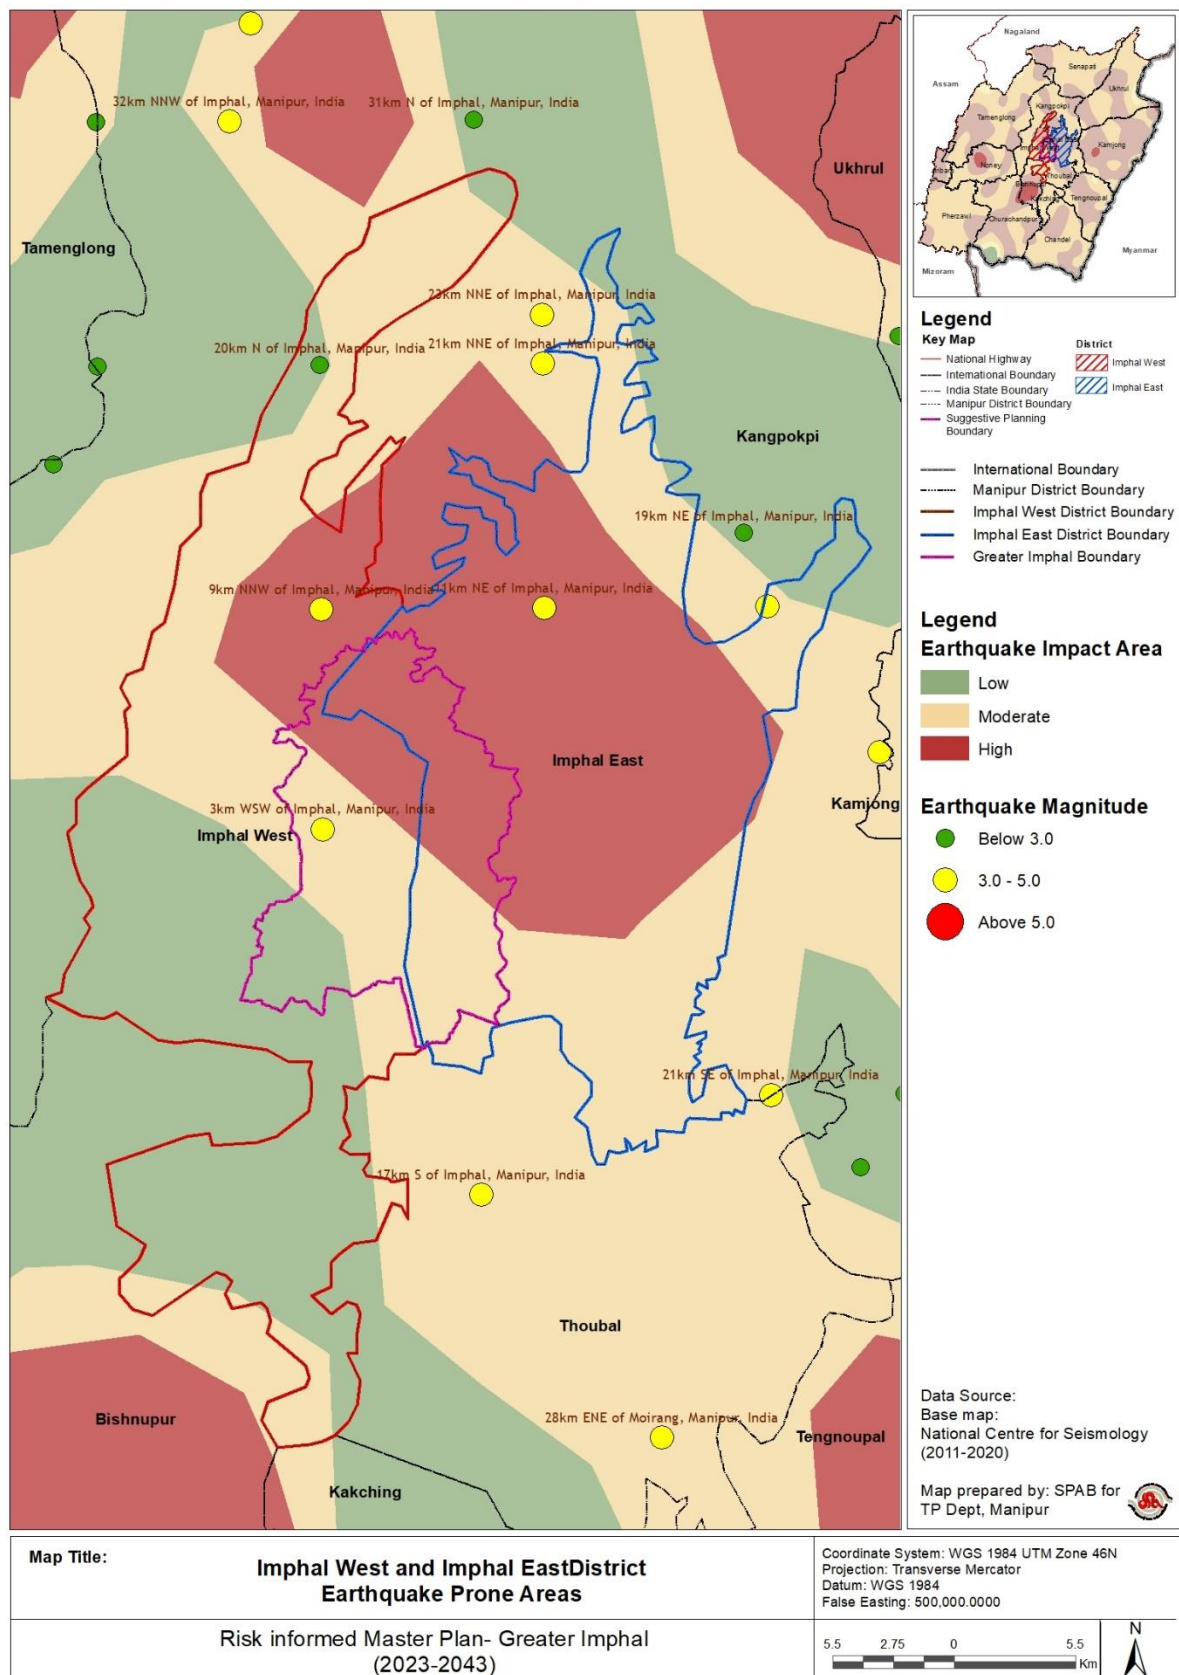 32km NNW of Imphal, Manipur, India
31km N of Imphal, Manipur, India
Ukhrul
Tamenglong
23km NNE of Imphal, Manipur, India
20km N of Imphal, Manipur, India
21km NNE of Imphal, Manipur, India
Kangpokpi
19km NE of Imphal, Manipur, India
9km NNW of Imphal, Manipur, India
11km NE of Imphal, Manipur, India
Imphal East
3km WSW of Imphal, Manipur, India
Imphal West
Kamjong
21km SE of Imphal, Manipur, India
17km S of Imphal, Manipur, India
Thoubal
Bishnupur
28km ENE of Moirang, Manipur, India
Tengnoupal
Kakching
Nagaland
Senapati
Assam
Ukhrul
Kangpokpi
Tamenglong
Kamjong
Noney
Thoubal
Tengnoupal
Kakching
Pherzawl
Churachandpur
Chandel
Myanmar
Mizoram
Legend
Key Map
National Highway
International Boundary
India State Boundary
Manipur District Boundary
Suggestive Planning
Boundary
District
Imphal West
Imphal East
International Boundary
Manipur District Boundary
Imphal West District Boundary
Imphal East District Boundary
Greater Imphal Boundary
Legend
Earthquake Impact Area
Low
Moderate
High
Earthquake Magnitude
Below 3.0
3.0 - 5.0
Above 5.0
Data Source:
Base map:
National Centre for Seismology
(2011-2020)
Map prepared by: SPAB for
TP Dept, Manipur
Map Title:
Imphal West and Imphal EastDistrict
Earthquake Prone Areas
Risk informed Master Plan- Greater Imphal
(2023-2043)
Coordinate System: WGS 1984 UTM Zone 46N
Projection: Transverse Mercator
Datum: WGS 1984
False Easting: 500,000.0000
5.5 2.75 0 5.5
Km
N